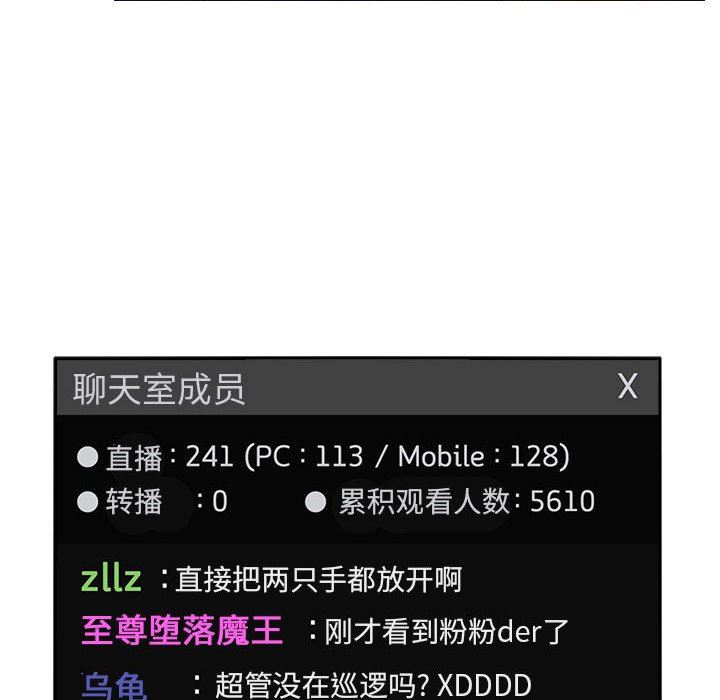 聊天室成员 X
●直播:241 (PC:113 / Mobile:128)
●转播 :0 ●累积观看人数:5610
zllz :直接把两只手都放开啊
至尊堕落魔王 :刚才看到粉粉der了
乌龟 :超管没在巡逻吗? XDDDD